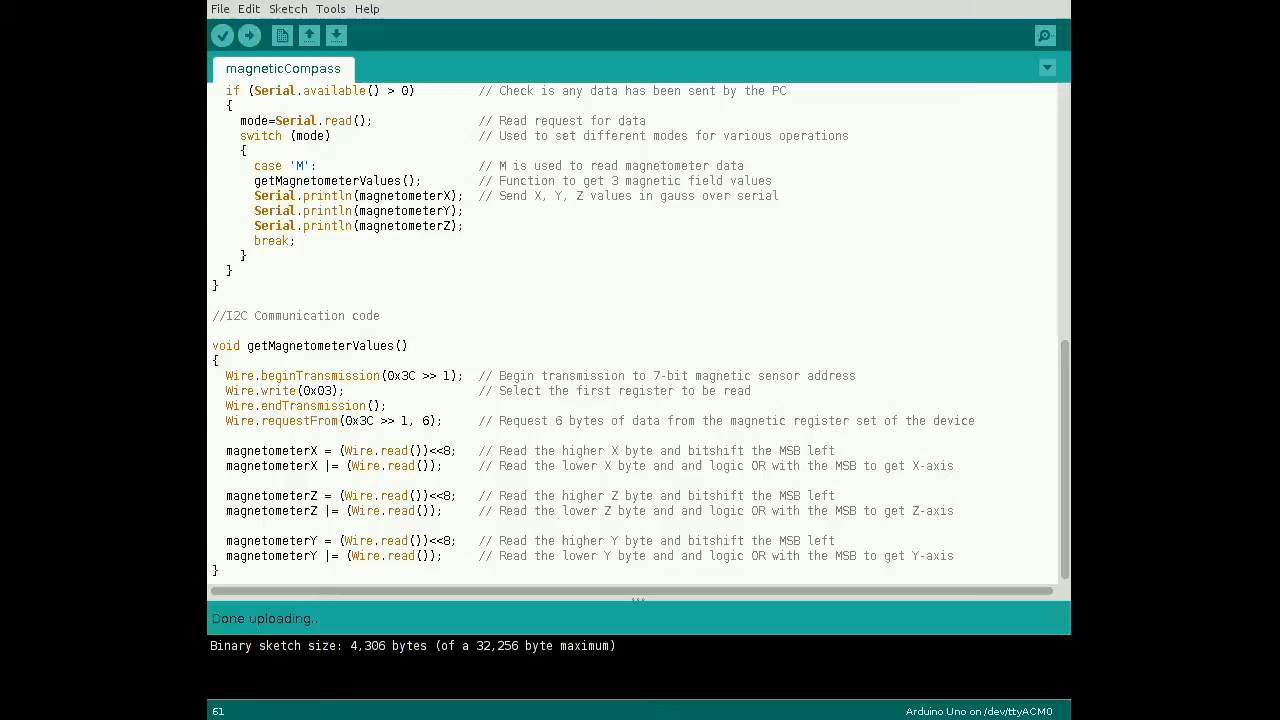 File Edit Sketch Tools Help
magneticCompass
if (Serial.available() > 0) // Check is any data has been sent by the PC
{
mode=Serial.read(); // Read request for data
switch (mode) // Used to set different modes for various operations
{
case 'M': // M is used to read magnetometer data
getMagnetometerValues(); // Function to get 3 magnetic field values
Serial.println(magnetometerX); // Send X, Y, Z values in gauss over serial
Serial.println(magnetometerY);
Serial.println(magnetometerZ);
break;
}
}
}
//I2C Communication code
void getMagnetometerValues()
{
Wire.beginTransmission(0x3C >> 1); // Begin transmission to 7-bit magnetic sensor address
Wire.write(0x03); // Select the first register to be read
Wire.endTransmission();
Wire.requestFrom(0x3C >> 1, 6); // Request 6 bytes of data from the magnetic register set of the device
magnetometerX = (Wire.read())<<8; // Read the higher X byte and bitshift the MSB left
magnetometerX |= (Wire.read()); // Read the lower X byte and and logic OR with the MSB to get X-axis
magnetometerZ = (Wire.read())<<8; // Read the higher Z byte and bitshift the MSB left
magnetometerZ |= (Wire.read()); // Read the lower Z byte and and logic OR with the MSB to get Z-axis
magnetometerY = (Wire.read())<<8; // Read the higher Y byte and bitshift the MSB left
magnetometerY |= (Wire.read()); // Read the lower Y byte and and logic OR with the MSB to get Y-axis
}
Done uploading..
Binary sketch size: 4,306 bytes (of a 32,256 byte maximum)
61 Arduino Uno on /dev/ttyACM0